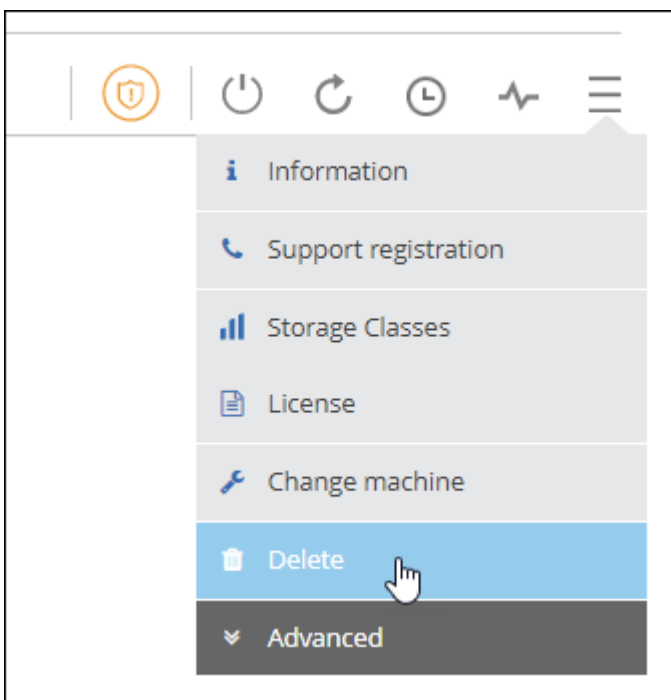 Information
Support registration
Storage Classes
License
Change machine
Delete
Advanced